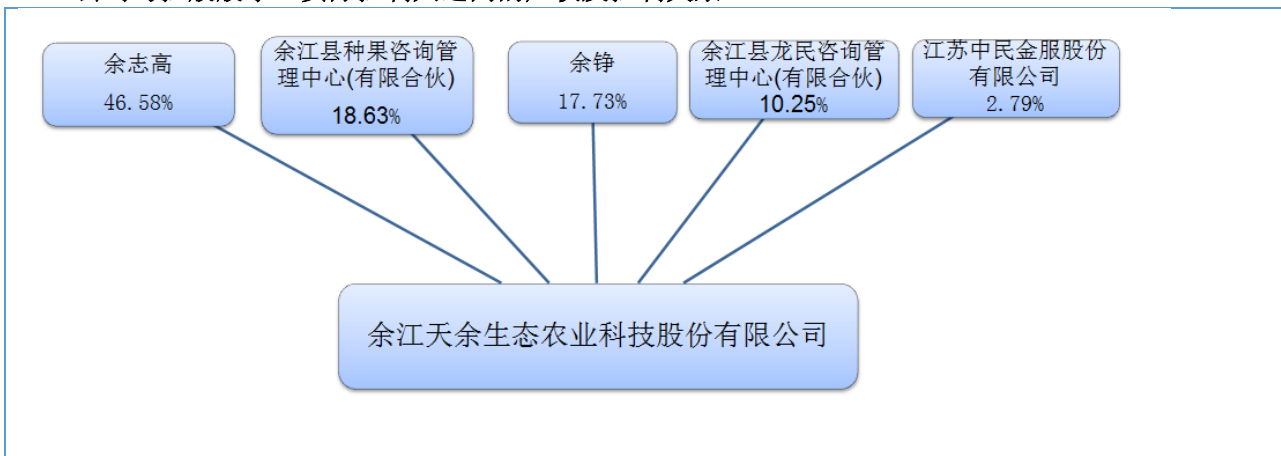 余志高
46.58%
余江县种果咨询管
理中心(有限合伙)
18.63%
余铮
17.73%
余江县龙民咨询管
理中心(有限合伙)
10.25%
江苏中民金服股份
有限公司
2.79%
余江天余生态农业科技股份有限公司